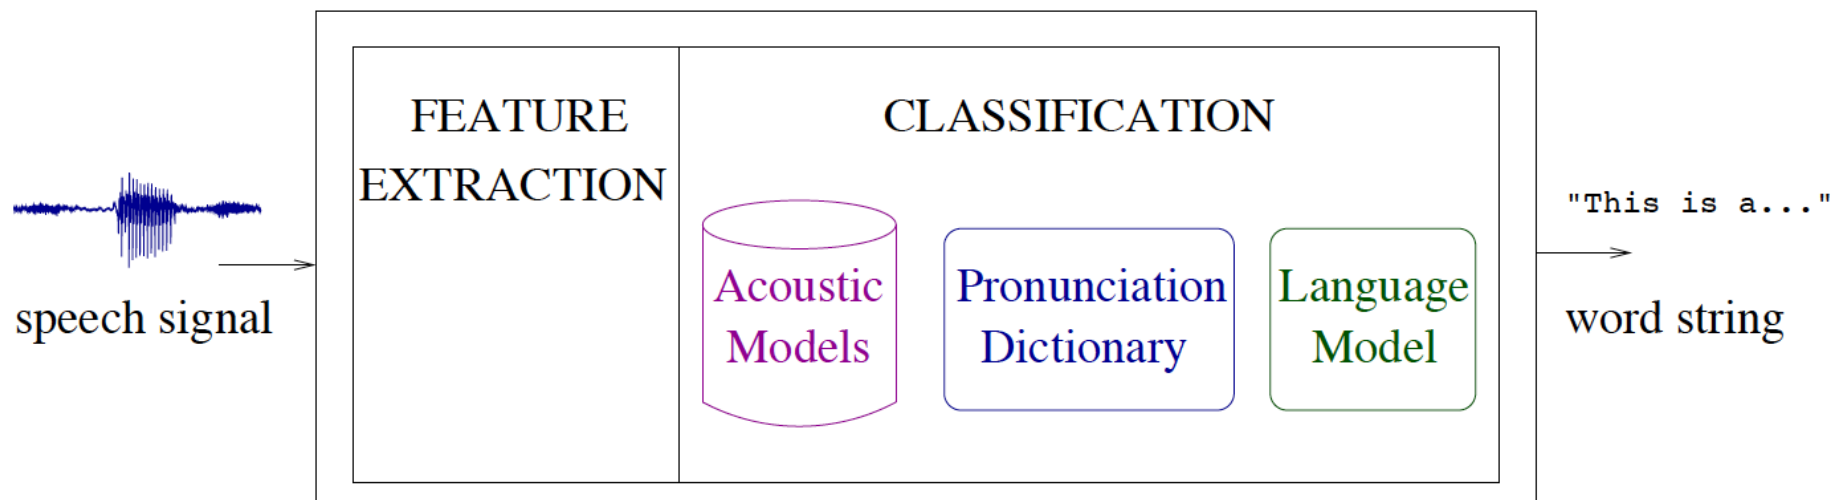 FEATURE
EXTRACTION
CLASSIFICATION
speech signal
Acoustic
Models
Pronunciation
Dictionary
Language
Model
"This is a..."
word string